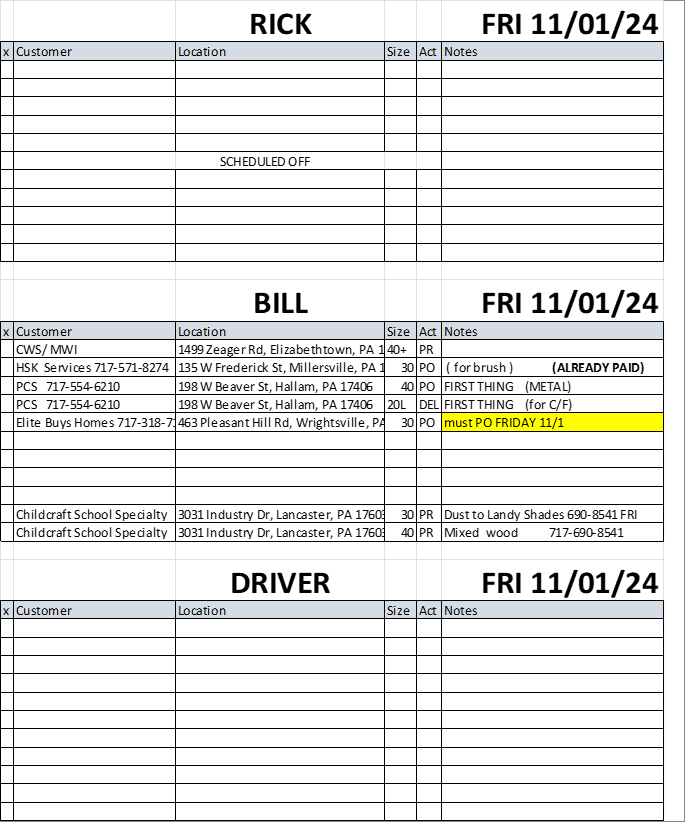 RICK FRI 11/01/24
x Customer Location Size Act Notes
SCHEDULED OFF
BILL FRI 11/01/24
x Customer Location Size Act Notes
CWS/ MWI 1499 Zeager Rd, Elizabethtown, PA 1 40+ PR
HSK Services 717-571-8274 135 W Frederick St, Millersville, PA 1 30 PO ( for brush ) (ALREADY PAID)
PCS 717-554-6210 198 W Beaver St, Hallam, PA 17406 40 PO FIRST THING (METAL)
PCS 717-554-6210 198 W Beaver St, Hallam, PA 17406 20L DEL FIRST THING (for C/F)
Elite Buys Homes 717-318-7 463 Pleasant Hill Rd, Wrightsville, PA 30 PO must PO FRIDAY 11/1
Childcraft School Specialty 3031 Industry Dr, Lancaster, PA 1760 30 PR Dust to Landy Shades 690-8541 FRI
Childcraft School Specialty 3031 Industry Dr, Lancaster, PA 1760 40 PR Mixed wood 717-690-8541
DRIVER FRI 11/01/24
x Customer Location Size Act Notes